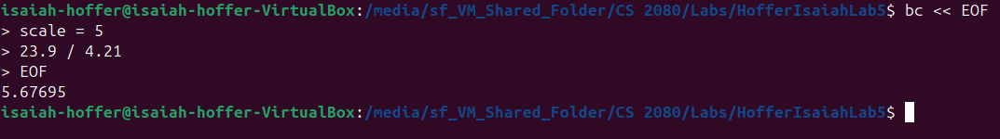 isaiah-hoffer@isaiah-hoffer-VirtualBox:/media/sf_VM_Shared_Folder/CS 2080/Labs/HofferIsaiahLab5$ bc << EOF
> scale = 5
> 23.9 / 4.21
> EOF
5.67695
isaiah-hoffer@isaiah-hoffer-VirtualBox:/media/sf_VM_Shared_Folder/CS 2080/Labs/HofferIsaiahLab5$